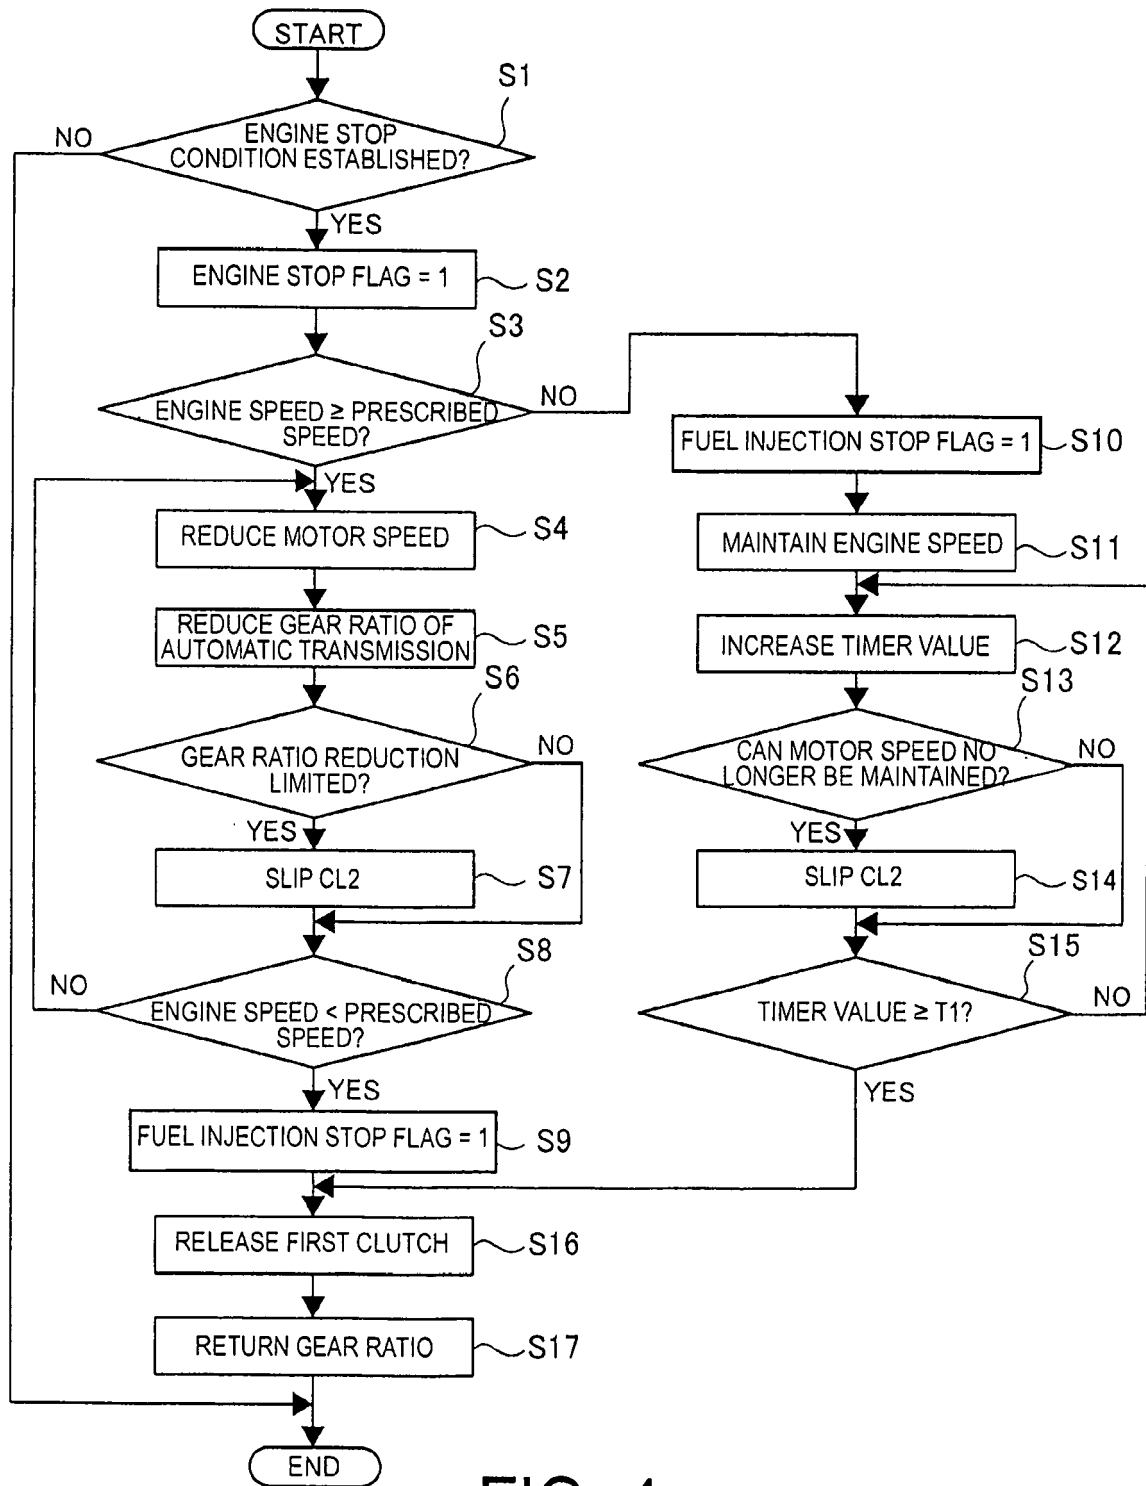 START
S1
NO
ENGINE STOP
CONDITION ESTABLISHED?
YES
ENGINE STOP FLAG = 1
S2
S3
ENGINE SPEED ≥ PRESCRIBED
SPEED?
NO
YES
REDUCE MOTOR SPEED
S4
REDUCE GEAR RATIO OF
AUTOMATIC TRANSMISSION
S5
S6
GEAR RATIO REDUCTION
LIMITED?
NO
YES
SLIP CL2
S7
S8
NO
ENGINE SPEED < PRESCRIBED
SPEED?
YES
FUEL INJECTION STOP FLAG = 1
S9
FUEL INJECTION STOP FLAG = 1
S10
MAINTAIN ENGINE SPEED
S11
INCREASE TIMER VALUE
S12
S13
CAN MOTOR SPEED NO
LONGER BE MAINTAINED?
NO
YES
SLIP CL2
S14
S15
TIMER VALUE ≥ T1?
NO
YES
RELEASE FIRST CLUTCH
S16
RETURN GEAR RATIO
S17
END